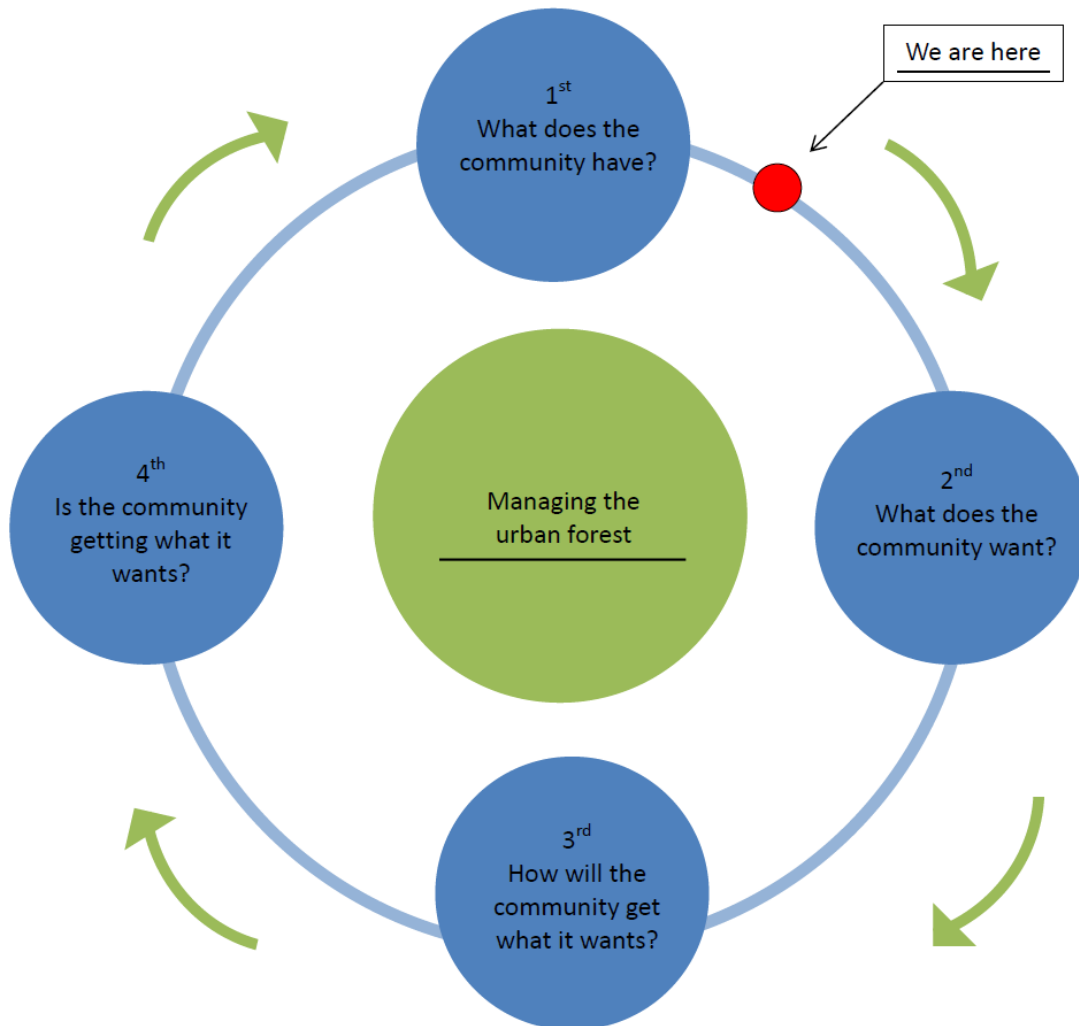 We are here
1st
What does the
community have?
2nd
What does the
community want?
3rd
How will the
community get
what it wants?
4th
Is the community
getting what it
wants?
Managing the
urban forest